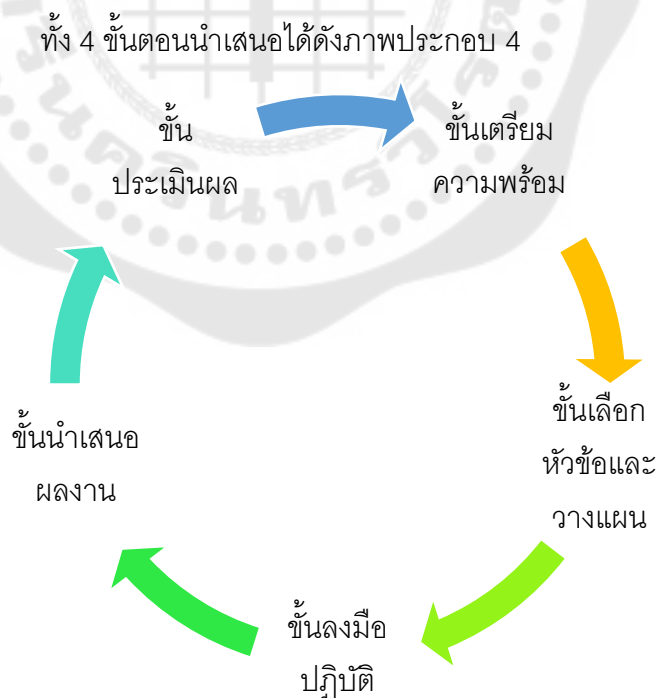 ทั้ง 4 ขั้นตอนนำเสนอได้ดังภาพประกอบ 4
ขั้น
ประเมินผล
ขั้นเตรียม
ความพร้อม
ขั้นเลือก
หัวข้อและ
วางแผน
ขั้นลงมือ
ปฏิบัติ
ขั้นนำเสนอ
ผลงาน